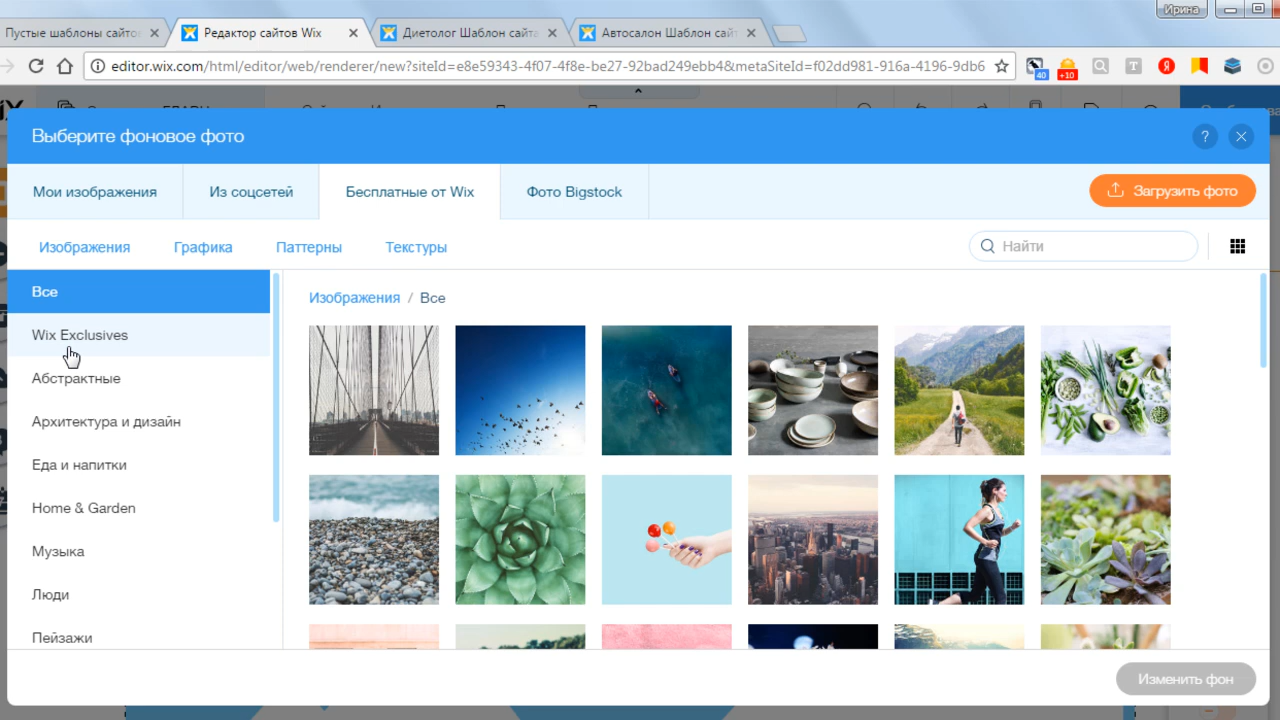 Ирина
Пустые шаблоны сайтов
Редактор сайтов Wix
Диетолог Шаблон сайта
Автосалон Шаблон сайт
editor.wix.com/html/editor/web/renderer/new?siteId=e8e59343-4f07-4f8e-be27-92bad249ebb4&metaSiteId=f02dd981-916a-4196-9db6
40
+10
Выберите фоновое фото
?
Мои изображения
Из соцсетей
Бесплатные от Wix
Фото Bigstock
Загрузить фото
Изображения
Графика
Паттерны
Текстуры
Найти
Все
Изображения / Все
Wix Exclusives
Абстрактные
Архитектура и дизайн
Еда и напитки
Home & Garden
Музыка
Люди
Пейзажи
Изменить фон